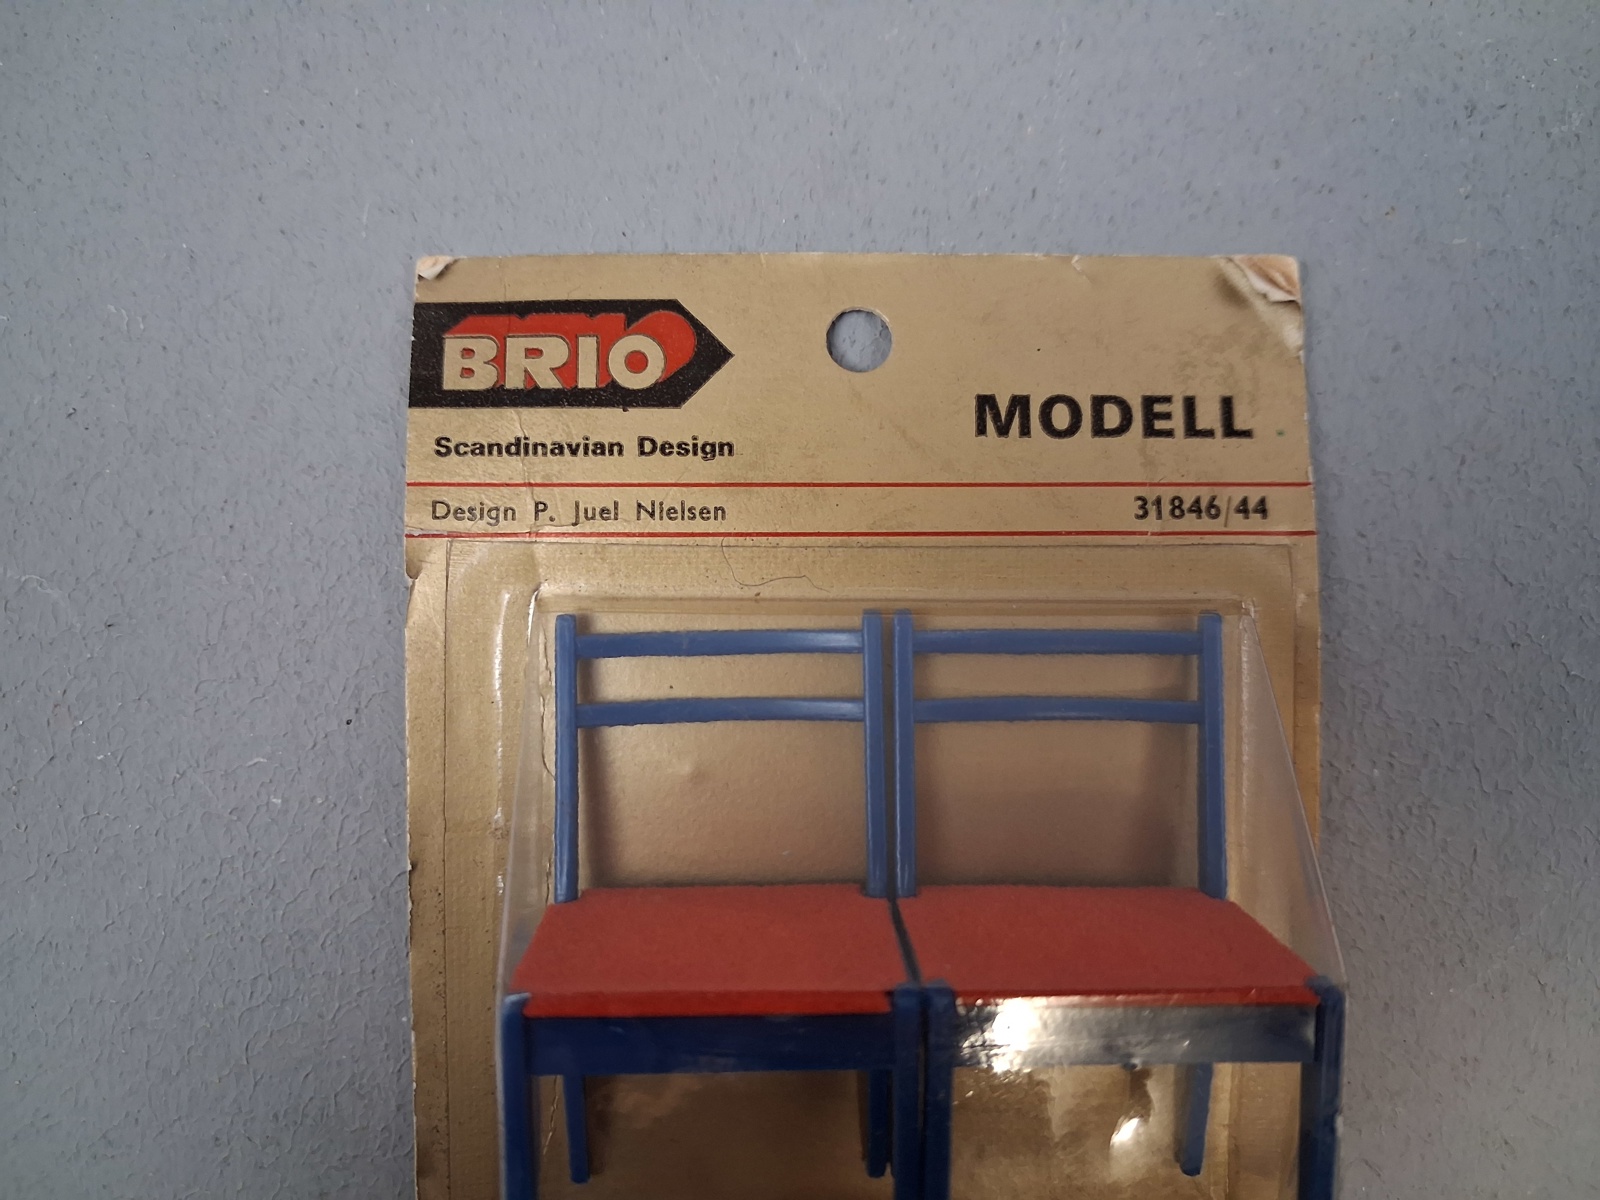 BRIO
MODELL
Scandinavian Design
Design P. Juel Nielsen
31846/44